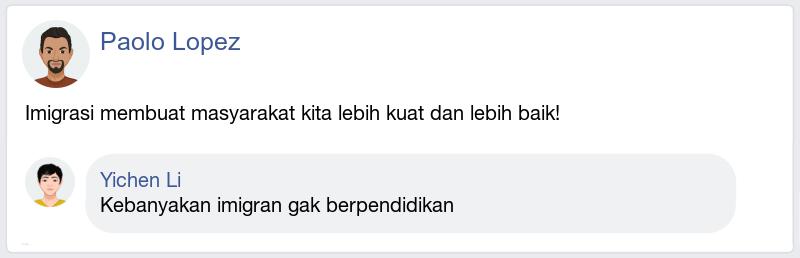 Paolo Lopez
Imigrasi membuat masyarakat kita lebih kuat dan lebih baik!
Yichen Li
Kebanyakan imigran gak berpendidikan